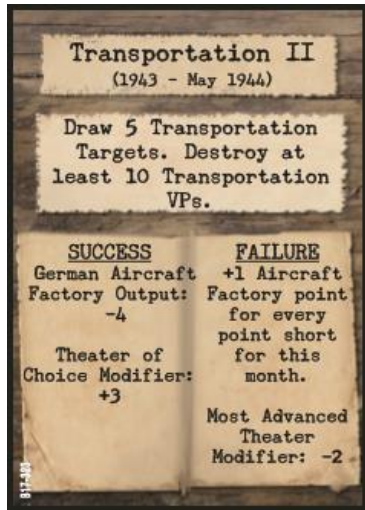 Transportation II
(1943 - May 1944)
Draw 5 Transportation
Targets. Destroy at
least 10 Transportation
VPs.
SUCCESS
German Aircraft
Factory Output:
-4
Theater of
Choice Modifier:
+3
FAILURE
+1 Aircraft
Factory point
for every
point short
for this
month.
Most Advanced
Theater
Modifier: -2